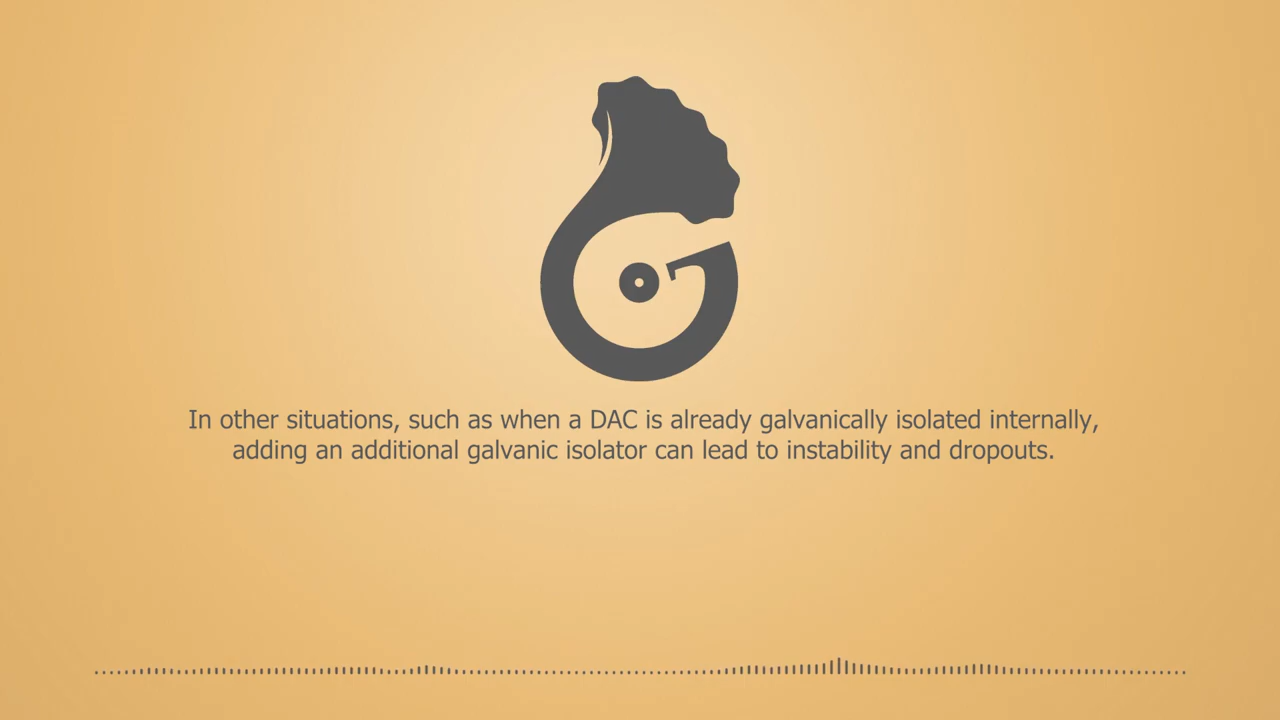 In other situations, such as when a DAC is already galvanically isolated internally,
adding an additional galvanic isolator can lead to instability and dropouts.